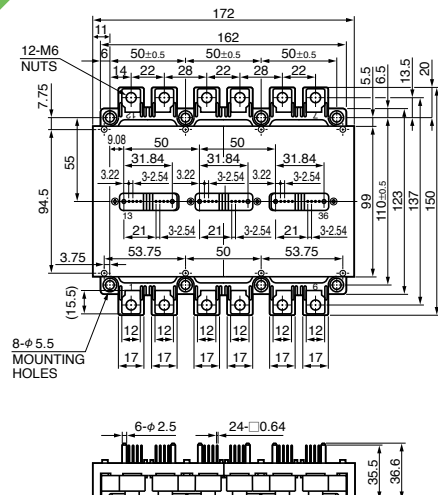 172
11
162
6 50±0.5 50±0.5 50±0.5
12-M6
NUTS
14 22 28 22 28 22
5.5
6.5
13.5
20
7.75
12 7
9.08 50 50
31.84 31.84 31.84
3.22 3-2.54 3.22 3-2.54 3.22 3-2.54
55
94.5
99
110±0.5
123
137
150
13 36
21 3-2.54 21 3-2.54 21 3-2.54
53.75 50 53.75
3.75
(15.5)
1 6
12 12 12 12 12 12
17 17 17 17 17 17
8-φ5.5
MOUNTING
HOLES
6-φ2.5 24-□0.64
35.5
36.6